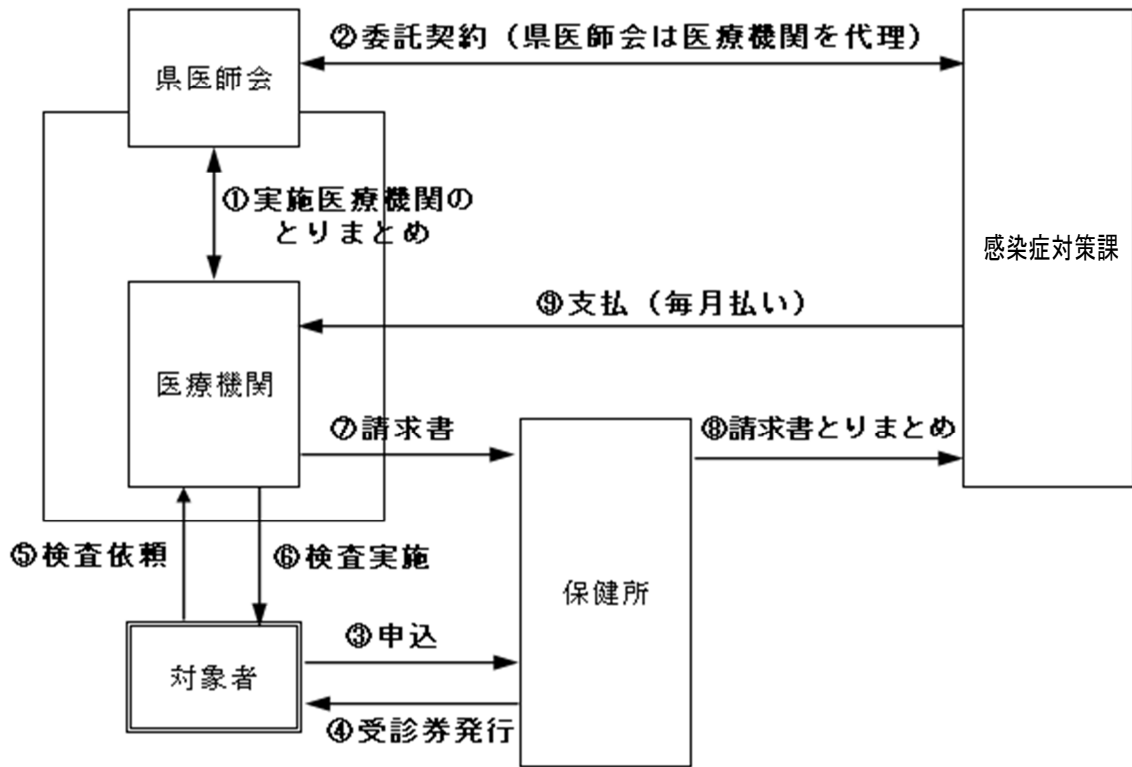 ②委託契約（県医師会は医療機関を代理）
県医師会
①実施医療機関の
とりまとめ
感染症対策課
⑨支払（毎月払い）
医療機関
⑦請求書
⑧請求書とりまとめ
⑤検査依頼
⑥検査実施
保健所
③申込
対象者
④受診券発行